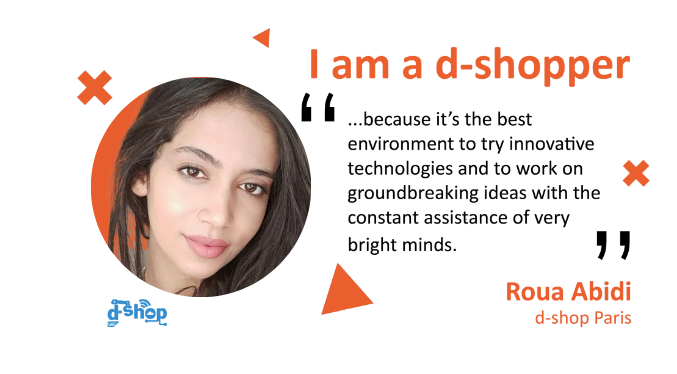 I am a d-shopper
“
...because it’s the best
environment to try innovative
technologies and to work on
groundbreaking ideas with the
constant assistance of very
bright minds.
”
Roua Abidi
d-shop Paris
d-shop